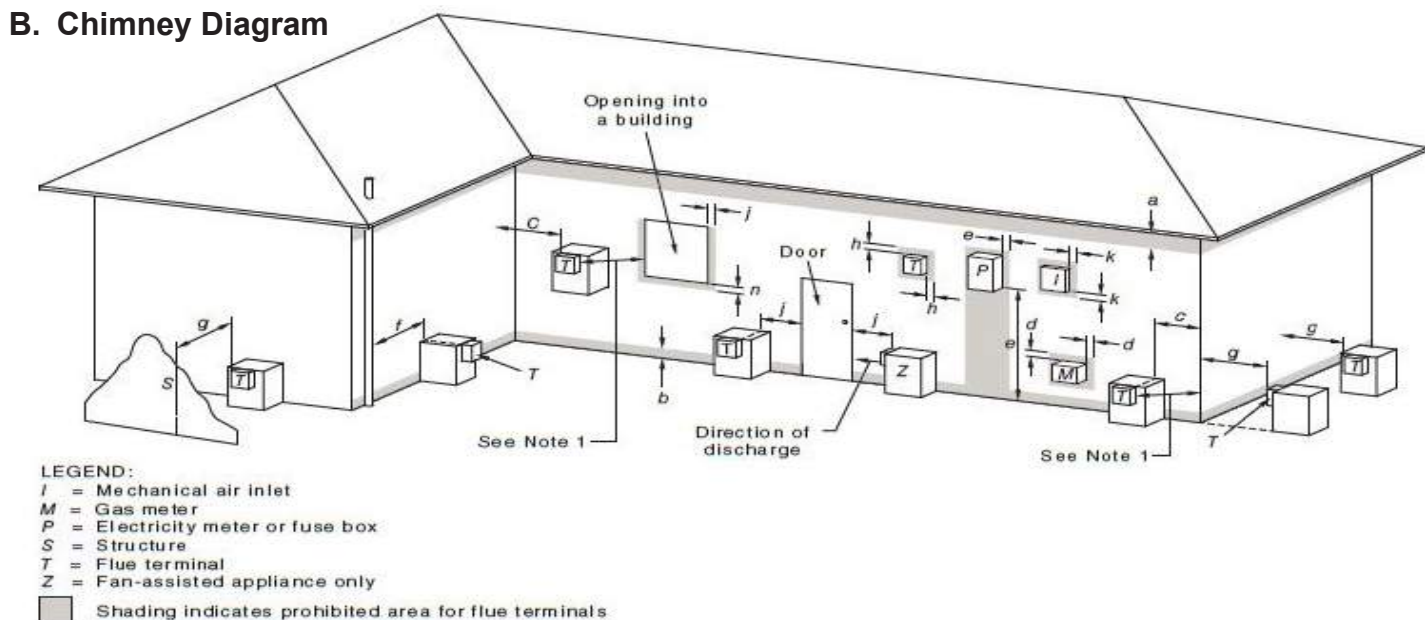 B. Chimney Diagram
Opening into
a building
Door
a
j
C
T
n
h
T
h
e
P
I
k
k
e
d
d
M
c
g
g
T
g
S
T
f
T
b
T
j
j
Z
T
T
See Note 1
Direction of
discharge
See Note 1
LEGEND:
I = Mechanical air inlet
M = Gas meter
P = Electricity meter or fuse box
S = Structure
T = Flue terminal
Z = Fan-assisted appliance only
Shading indicates prohibited area for flue terminals